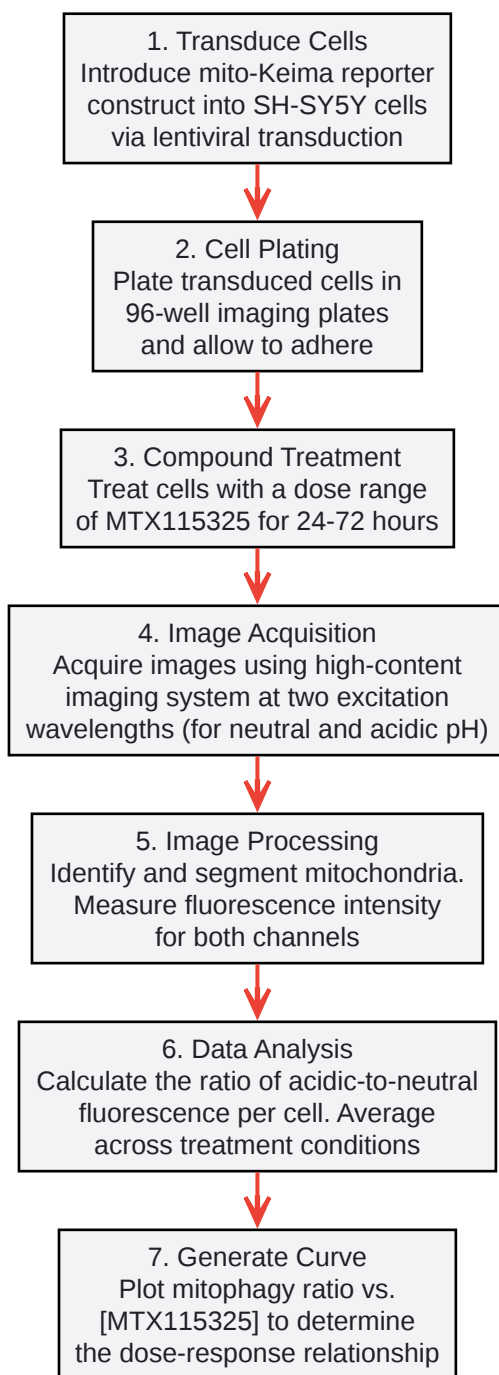 1. Transduce Cells
Introduce mito-Keima reporter
construct into SH-SY5Y cells
via lentiviral transduction
2. Cell Plating
Plate transduced cells in
96-well imaging plates
and allow to adhere
3. Compound Treatment
Treat cells with a dose range
of MTX115325 for 24-72 hours
4. Image Acquisition
Acquire images using high-content
imaging system at two excitation
wavelengths (for neutral and acidic pH)
5. Image Processing
Identify and segment mitochondria.
Measure fluorescence intensity
for both channels
6. Data Analysis
Calculate the ratio of acidic-to-neutral
fluorescence per cell. Average
across treatment conditions
7. Generate Curve
Plot mitophagy ratio vs.
[MTX115325] to determine
the dose-response relationship